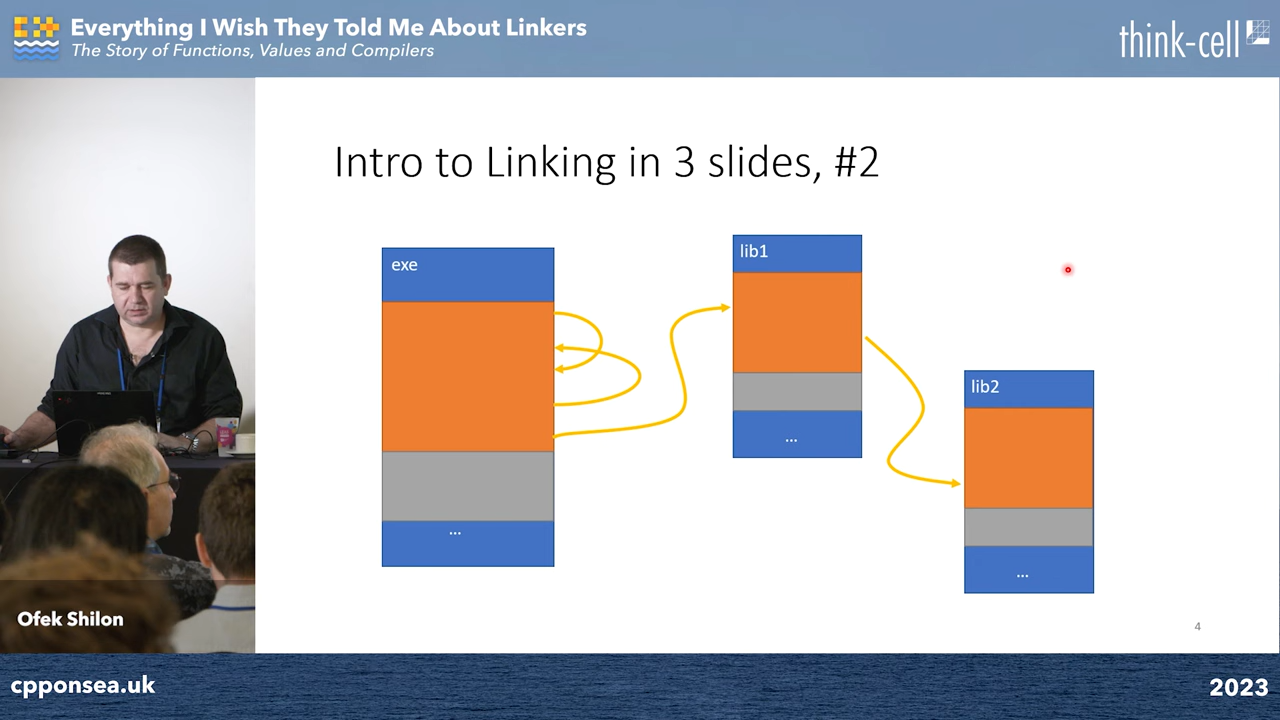 Everything I Wish They Told Me About Linkers
The Story of Functions, Values and Compilers
think-cell
Intro to Linking in 3 slides, #2
exe
...
lib1
...
lib2
...
4
Ofek Shilon
cpponsea.uk
2023